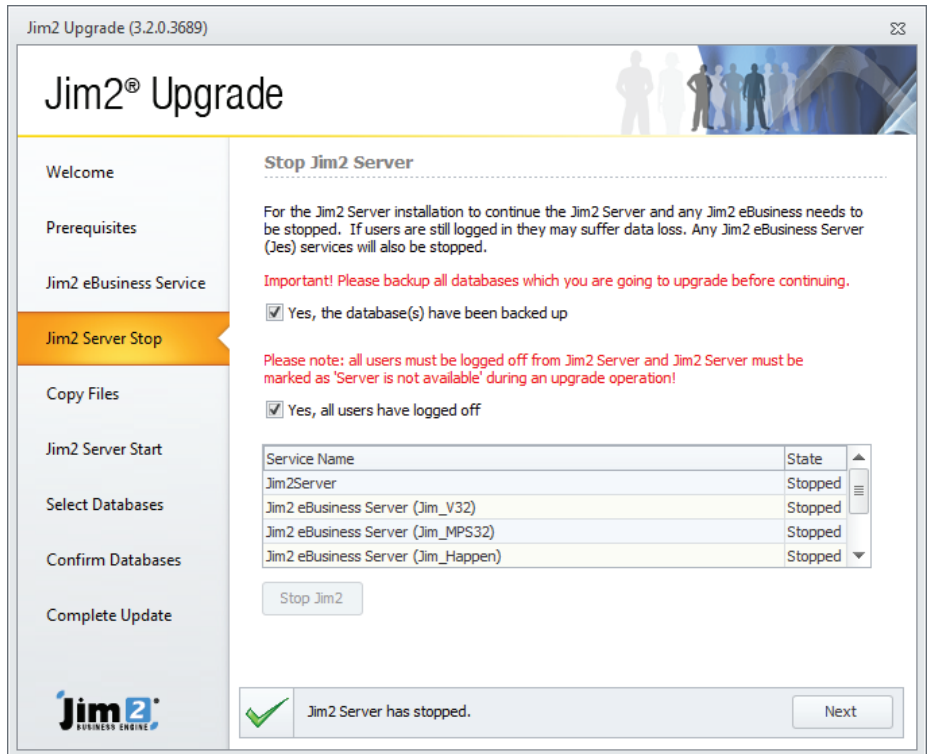 Jim2 Upgrade (3.2.0.3689)
Jim2® Upgrade
Welcome
Prerequisites
Jim2 eBusiness Service
Jim2 Server Stop
Copy Files
Jim2 Server Start
Select Databases
Confirm Databases
Complete Update
Jim2
BUSINESS ENGINE
Stop Jim2 Server
For the Jim2 Server installation to continue the Jim2 Server and any Jim2 eBusiness needs to
be stopped. If users are still logged in they may suffer data loss. Any Jim2 eBusiness Server
(Jes) services will also be stopped.
Important! Please backup all databases which you are going to upgrade before continuing.
Yes, the database(s) have been backed up
Please note: all users must be logged off from Jim2 Server and Jim2 Server must be
marked as 'Server is not available' during an upgrade operation!
Yes, all users have logged off
Service Name State
Jim2Server Stopped
Jim2 eBusiness Server (Jim_V32) Stopped
Jim2 eBusiness Server (Jim_MPS32) Stopped
Jim2 eBusiness Server (Jim_Happen) Stopped
Stop Jim2
Jim2 Server has stopped.
Next